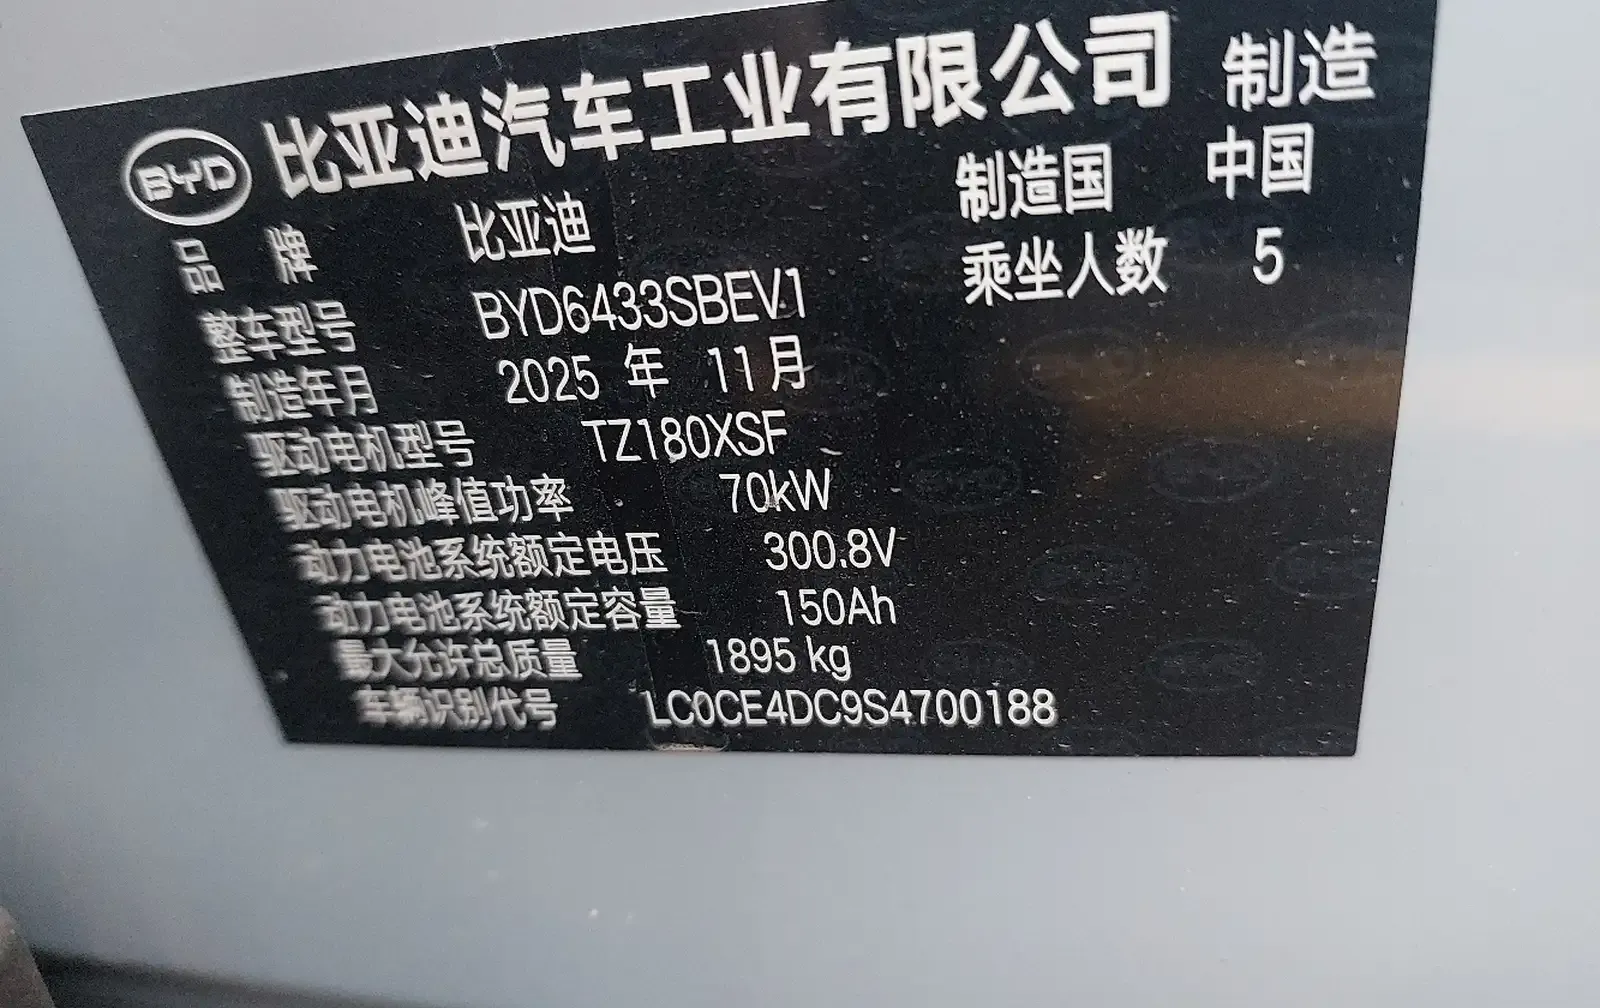 BYD 比亚迪汽车工业有限公司 制造
品牌 比亚迪 制造国 中国
整车型号 BYD6433SBEV1 乘坐人数 5
制造年月 2025 年 11月
驱动电机型号 TZ180XSF
驱动电机峰值功率 70kW
动力电池系统额定电压 300.8V
动力电池系统额定容量 150Ah
最大允许总质量 1895 kg
车辆识别代号 LC0CE4DC9S4700188